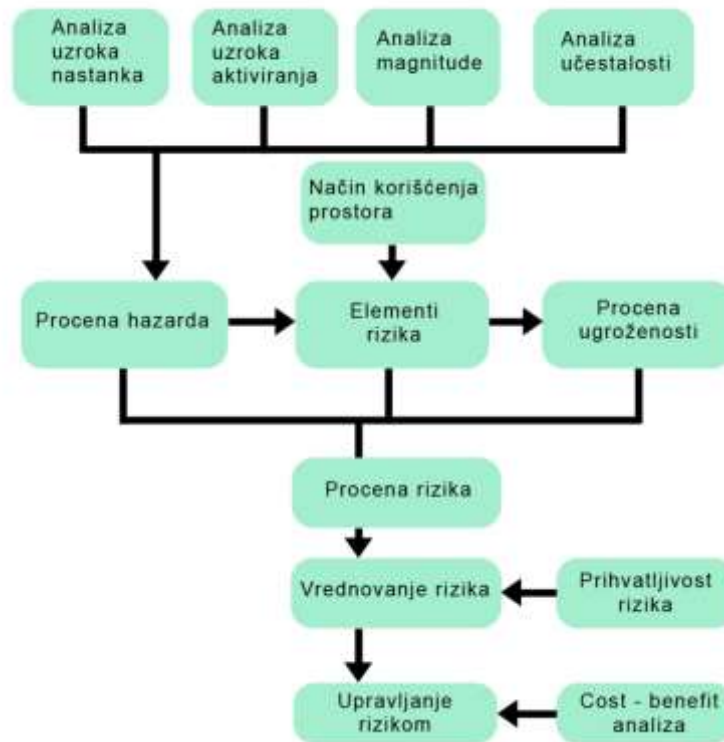 Analiza
uzroka
nastanka
Analiza
uzroka
aktiviranja
Analiza
magnitude
Analiza
učestalosti
Način korišćenja
prostora
Procena hazarda
Elementi
rizika
Procena
ugroženosti
Procena rizika
Vrednovanje rizika
Prihvatljivost
rizika
Upravljanje
rizikom
Cost - benefit
analiza